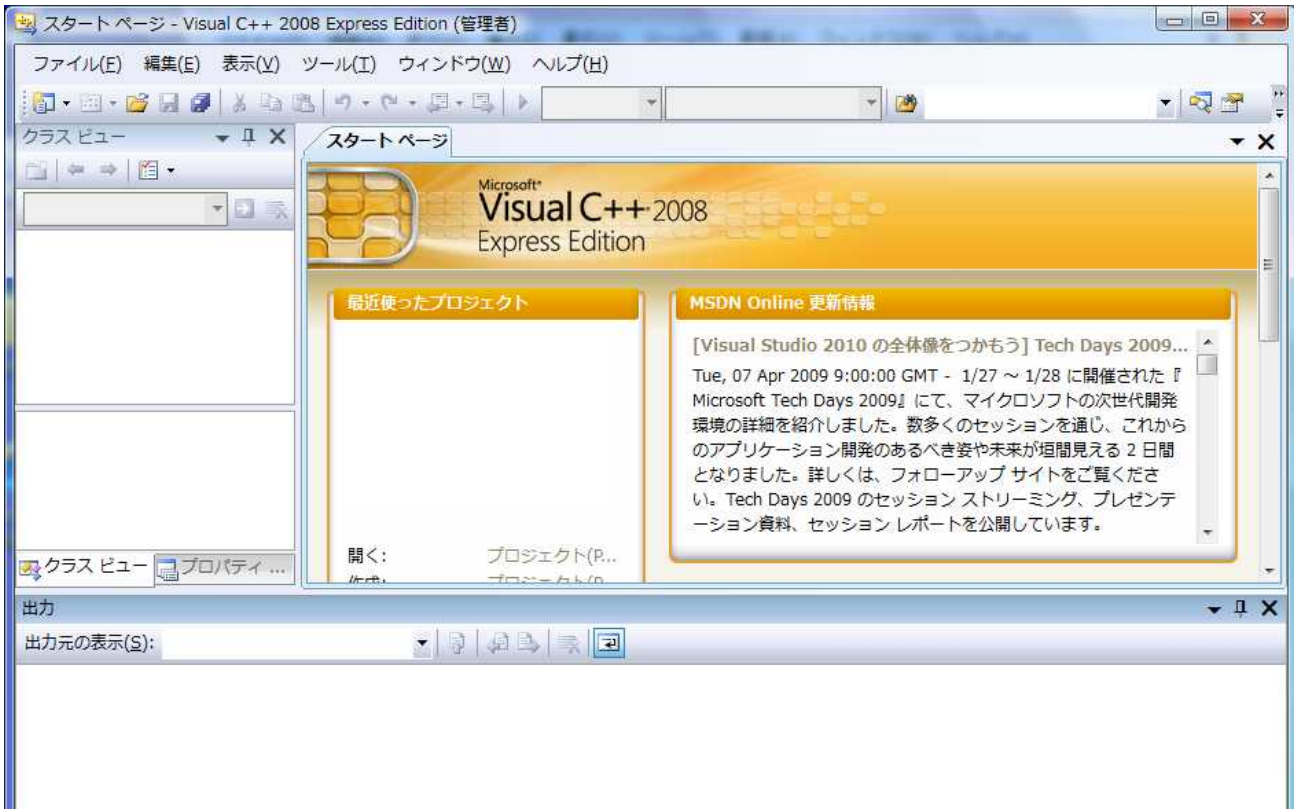 スタート ページ - Visual C++ 2008 Express Edition (管理者)
ファイル(F) 編集(E) 表示(V) ツール(T) ウィンドウ(W) ヘルプ(H)
クラス ビュー
スタート ページ
Microsoft
Visual C++ 2008
Express Edition
最近使ったプロジェクト
MSDN Online 更新情報
[Visual Studio 2010 の全体像をつかもう] Tech Days 2009...
Tue, 07 Apr 2009 9:00:00 GMT - 1/27 ～ 1/28 に開催された『
Microsoft Tech Days 2009』にて、マイクロソフトの次世代開発
環境の詳細を紹介しました。数多くのセッションを通じ、これから
のアプリケーション開発のあるべき姿や未来が垣間見える 2 日間
となりました。詳しくは、フォローアップ サイトをご覧くださ
い。Tech Days 2009 のセッション ストリーミング、プレゼンテ
ーション資料、セッション レポートを公開しています。
開く: プロジェクト(P...
クラス ビュー プロパティ ...
出力
出力元の表示(S):